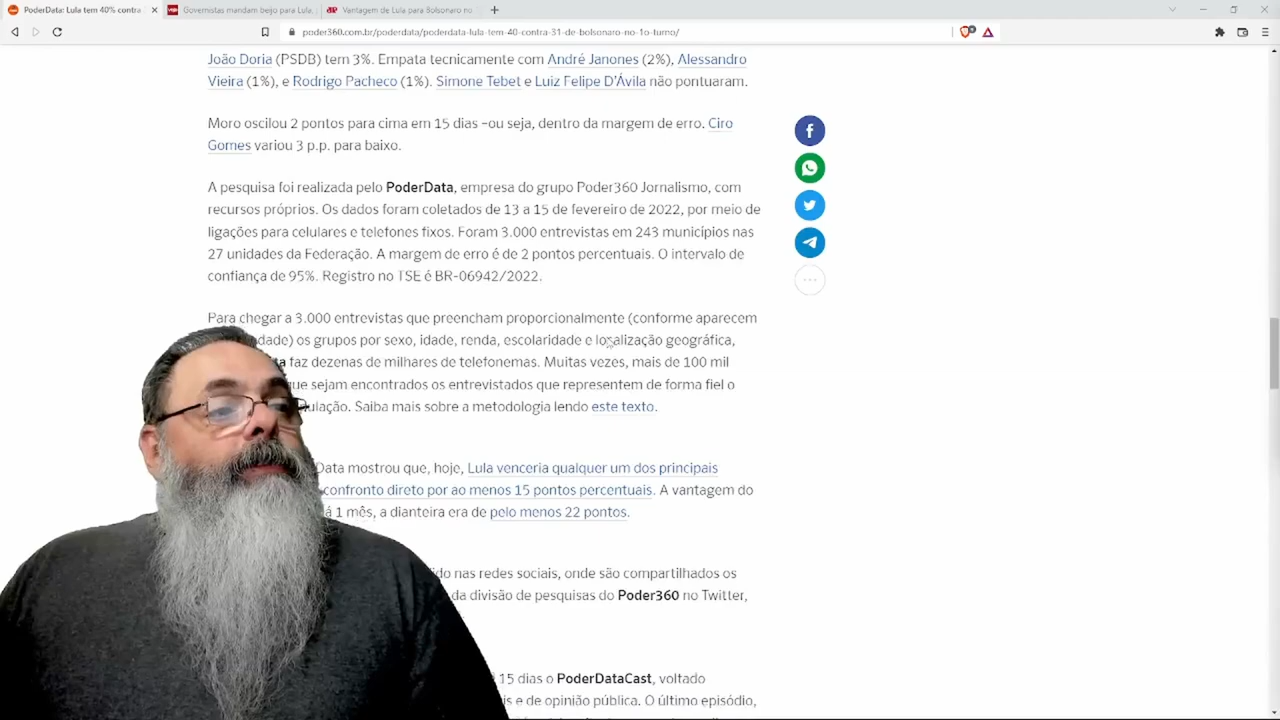 PoderData: Lula tem 40% contra
Governistas mandam beijo para Lula,
Vantagem de Lula para Bolsonaro no
poder360.com.br/poderdata/poderdata-lula-tem-40-contra-31-de-bolsonaro-no-1o-turno/
João Doria (PSDB) tem 3%. Empata tecnicamente com André Janones (2%), Alessandro
Vieira (1%), e Rodrigo Pacheco (1%). Simone Tebet e Luiz Felipe D'Ávila não pontuaram.
Moro oscilou 2 pontos para cima em 15 dias –ou seja, dentro da margem de erro. Ciro
Gomes variou 3 p.p. para baixo.
A pesquisa foi realizada pelo PoderData, empresa do grupo Poder360 Jornalismo, com
recursos próprios. Os dados foram coletados de 13 a 15 de fevereiro de 2022, por meio de
ligações para celulares e telefones fixos. Foram 3.000 entrevistas em 243 municípios nas
27 unidades da Federação. A margem de erro é de 2 pontos percentuais. O intervalo de
confiança de 95%. Registro no TSE é BR-06942/2022.
Para chegar a 3.000 entrevistas que preencham proporcionalmente (conforme aparecem
dade) os grupos por sexo, idade, renda, escolaridade e localização geográfica,
ta faz dezenas de milhares de telefonemas. Muitas vezes, mais de 100 mil
que sejam encontrados os entrevistados que representem de forma fiel o
ulação. Saiba mais sobre a metodologia lendo este texto.
Data mostrou que, hoje, Lula venceria qualquer um dos principais
confronto direto por ao menos 15 pontos percentuais. A vantagem do
á 1 mês, a dianteira era de pelo menos 22 pontos.
do nas redes sociais, onde são compartilhados os
da divisão de pesquisas do Poder360 no Twitter,
15 dias o PoderDataCast, voltado
is e de opinião pública. O último episódio,